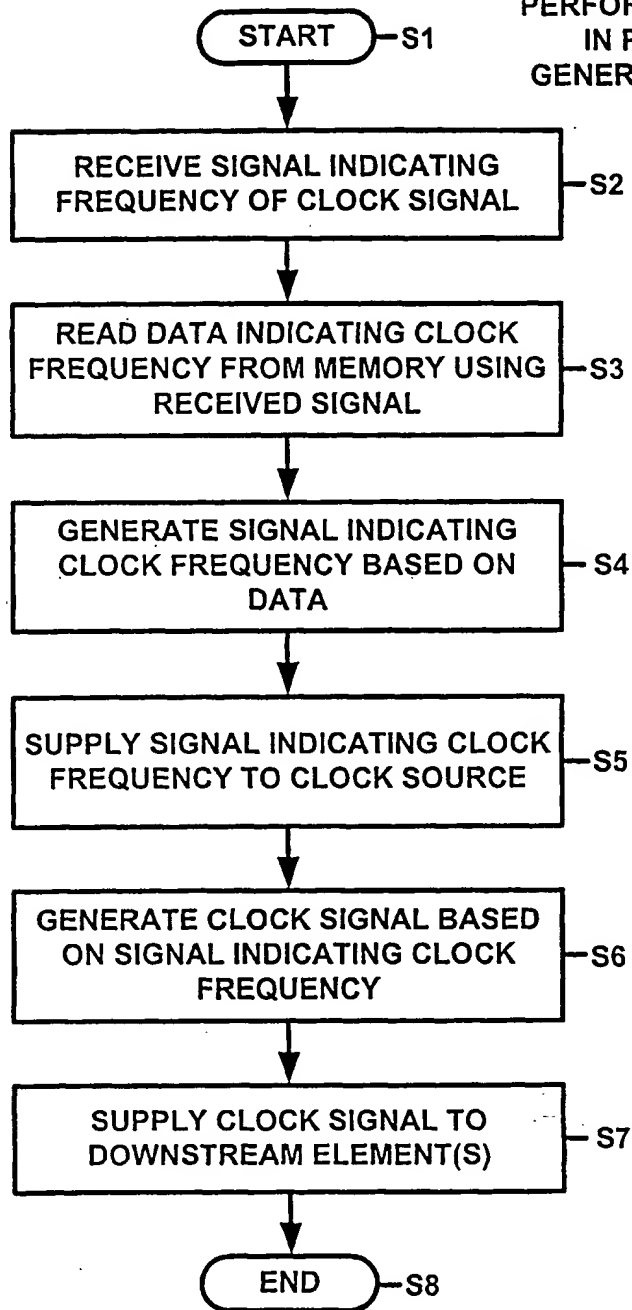 PERFOR
IN P
GENER
START S1
RECEIVE SIGNAL INDICATING
FREQUENCY OF CLOCK SIGNAL
S2
READ DATA INDICATING CLOCK
FREQUENCY FROM MEMORY USING
RECEIVED SIGNAL
S3
GENERATE SIGNAL INDICATING
CLOCK FREQUENCY BASED ON
DATA
S4
SUPPLY SIGNAL INDICATING CLOCK
FREQUENCY TO CLOCK SOURCE
S5
GENERATE CLOCK SIGNAL BASED
ON SIGNAL INDICATING CLOCK
FREQUENCY
S6
SUPPLY CLOCK SIGNAL TO
DOWNSTREAM ELEMENT(S)
S7
END S8